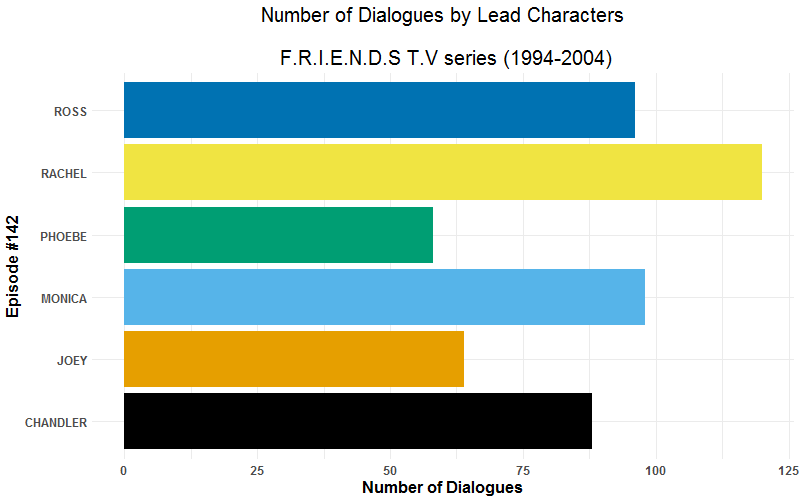 Number of Dialogues by Lead Characters
F.R.I.E.N.D.S T.V series (1994-2004)
Episode #142
ROSS
RACHEL
PHOEBE
MONICA
JOEY
CHANDLER
0 25 50 75 100 125
Number of Dialogues